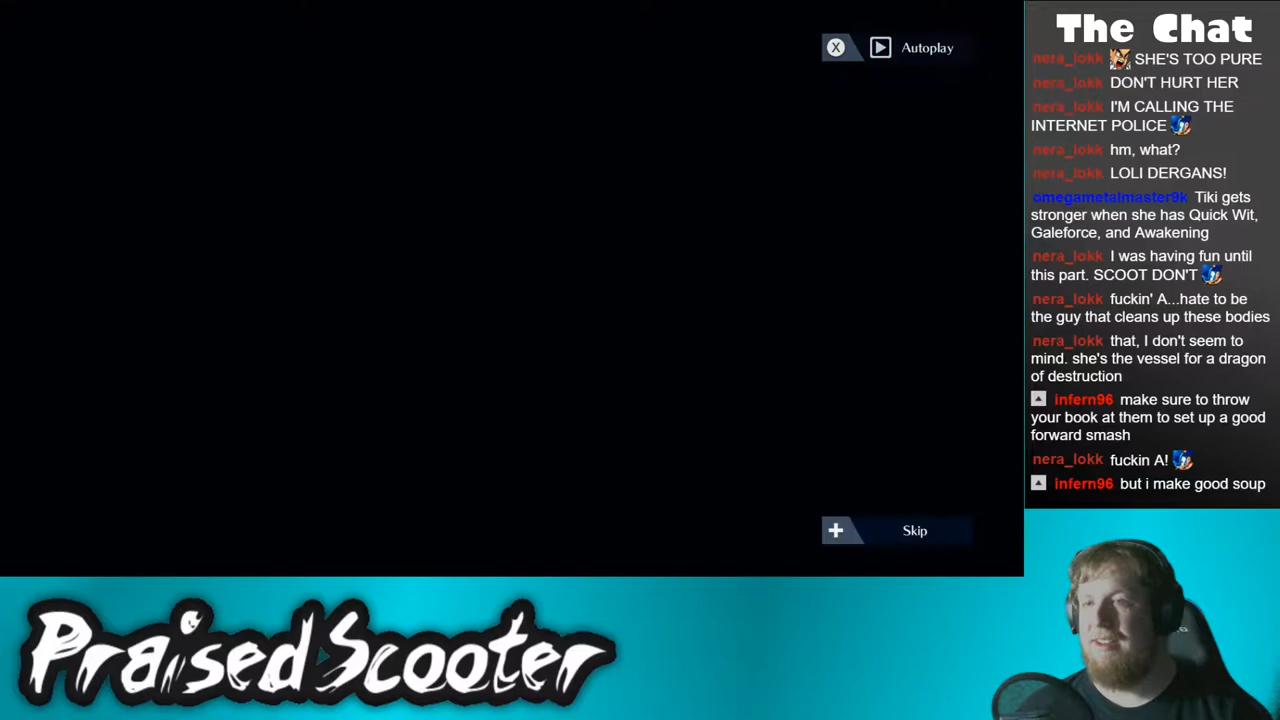 X Autoplay
Skip
The Chat
nera_lokk SHE'S TOO PURE
nera_lokk DON'T HURT HER
nera_lokk I'M CALLING THE
INTERNET POLICE
nera_lokk hm, what?
nera_lokk LOLI DERGANS!
omegametalmaster9k Tiki gets
stronger when she has Quick Wit,
Galeforce, and Awakening
nera_lokk I was having fun until
this part. SCOOT DON'T
nera_lokk fuckin' A...hate to be
the guy that cleans up these bodies
nera_lokk that, I don't seem to
mind. she's the vessel for a dragon
of destruction
infern96 make sure to throw
your book at them to set up a good
forward smash
nera_lokk fuckin A!
infern96 but i make good soup
PraisedScooter